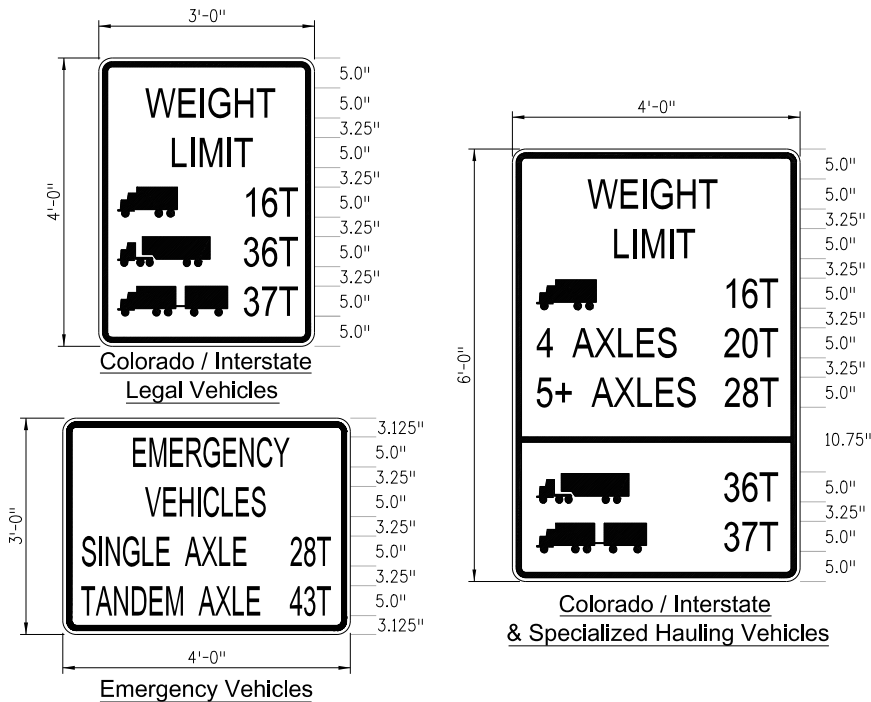 3'-0"
4'-0"
WEIGHT
LIMIT
16T
36T
37T
5.0"
5.0"
3.25"
5.0"
3.25"
5.0"
3.25"
5.0"
3.25"
5.0"
5.0"
Colorado / Interstate
Legal Vehicles
3'-0"
EMERGENCY
VEHICLES
SINGLE AXLE 28T
TANDEM AXLE 43T
3.125"
5.0"
3.25"
5.0"
3.25"
5.0"
3.25"
5.0"
3.125"
4'-0"
Emergency Vehicles
4'-0"
6'-0"
WEIGHT
LIMIT
16T
4 AXLES 20T
5+ AXLES 28T
36T
37T
5.0"
5.0"
3.25"
5.0"
3.25"
5.0"
3.25"
5.0"
3.25"
5.0"
10.75"
5.0"
3.25"
5.0"
5.0"
Colorado / Interstate
& Specialized Hauling Vehicles